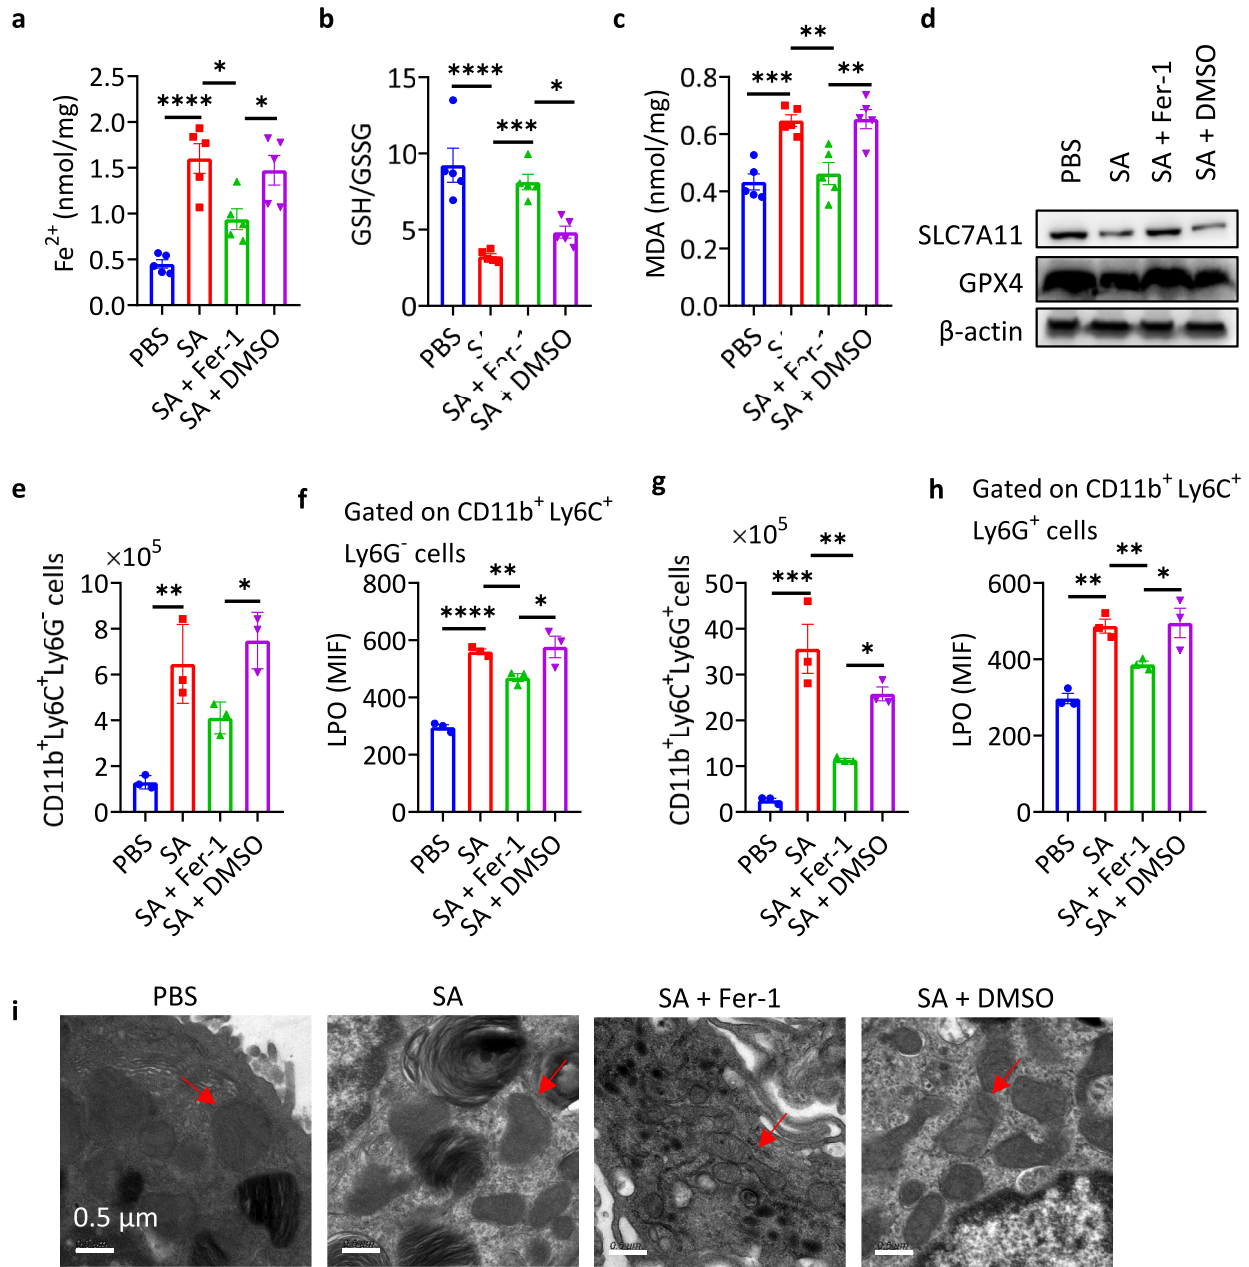 a
Fe2+ (nmol/mg)
2.5
2.0
1.5
1.0
0.5
0.0
****
*
*
PBS
SA
SA + Fer-1
SA + DMSO
b
GSH/GSSG
15
10
5
0
****
***
*
PBS
SA + Fer-1
SA + DMSO
c
MDA (nmol/mg)
0.8
0.6
0.4
0.2
0.0
***
**
**
PBS
SA + DMSO
d
PBS
SA
SA + Fer-1
SA + DMSO
SLC7A11
GPX4
β-actin
e
CD11b+Ly6C+Ly6G- cells
×10^5
10
8
6
4
2
0
**
*
PBS
SA
SA + Fer-1
SA + DMSO
f
Gated on CD11b+ Ly6C+
Ly6G- cells
LPO (MIF)
800
600
400
200
0
****
**
*
PBS
SA
SA + Fer-1
SA + DMSO
g
CD11b+Ly6C+Ly6G+ cells
×10^5
50
40
30
20
10
0
***
**
*
PBS
SA
SA + Fer-1
SA + DMSO
h
Gated on CD11b+ Ly6C+
Ly6G+ cells
LPO (MIF)
600
400
200
0
**
**
*
PBS
SA
SA + Fer-1
SA + DMSO
i
PBS
SA
SA + Fer-1
SA + DMSO
0.5 μm